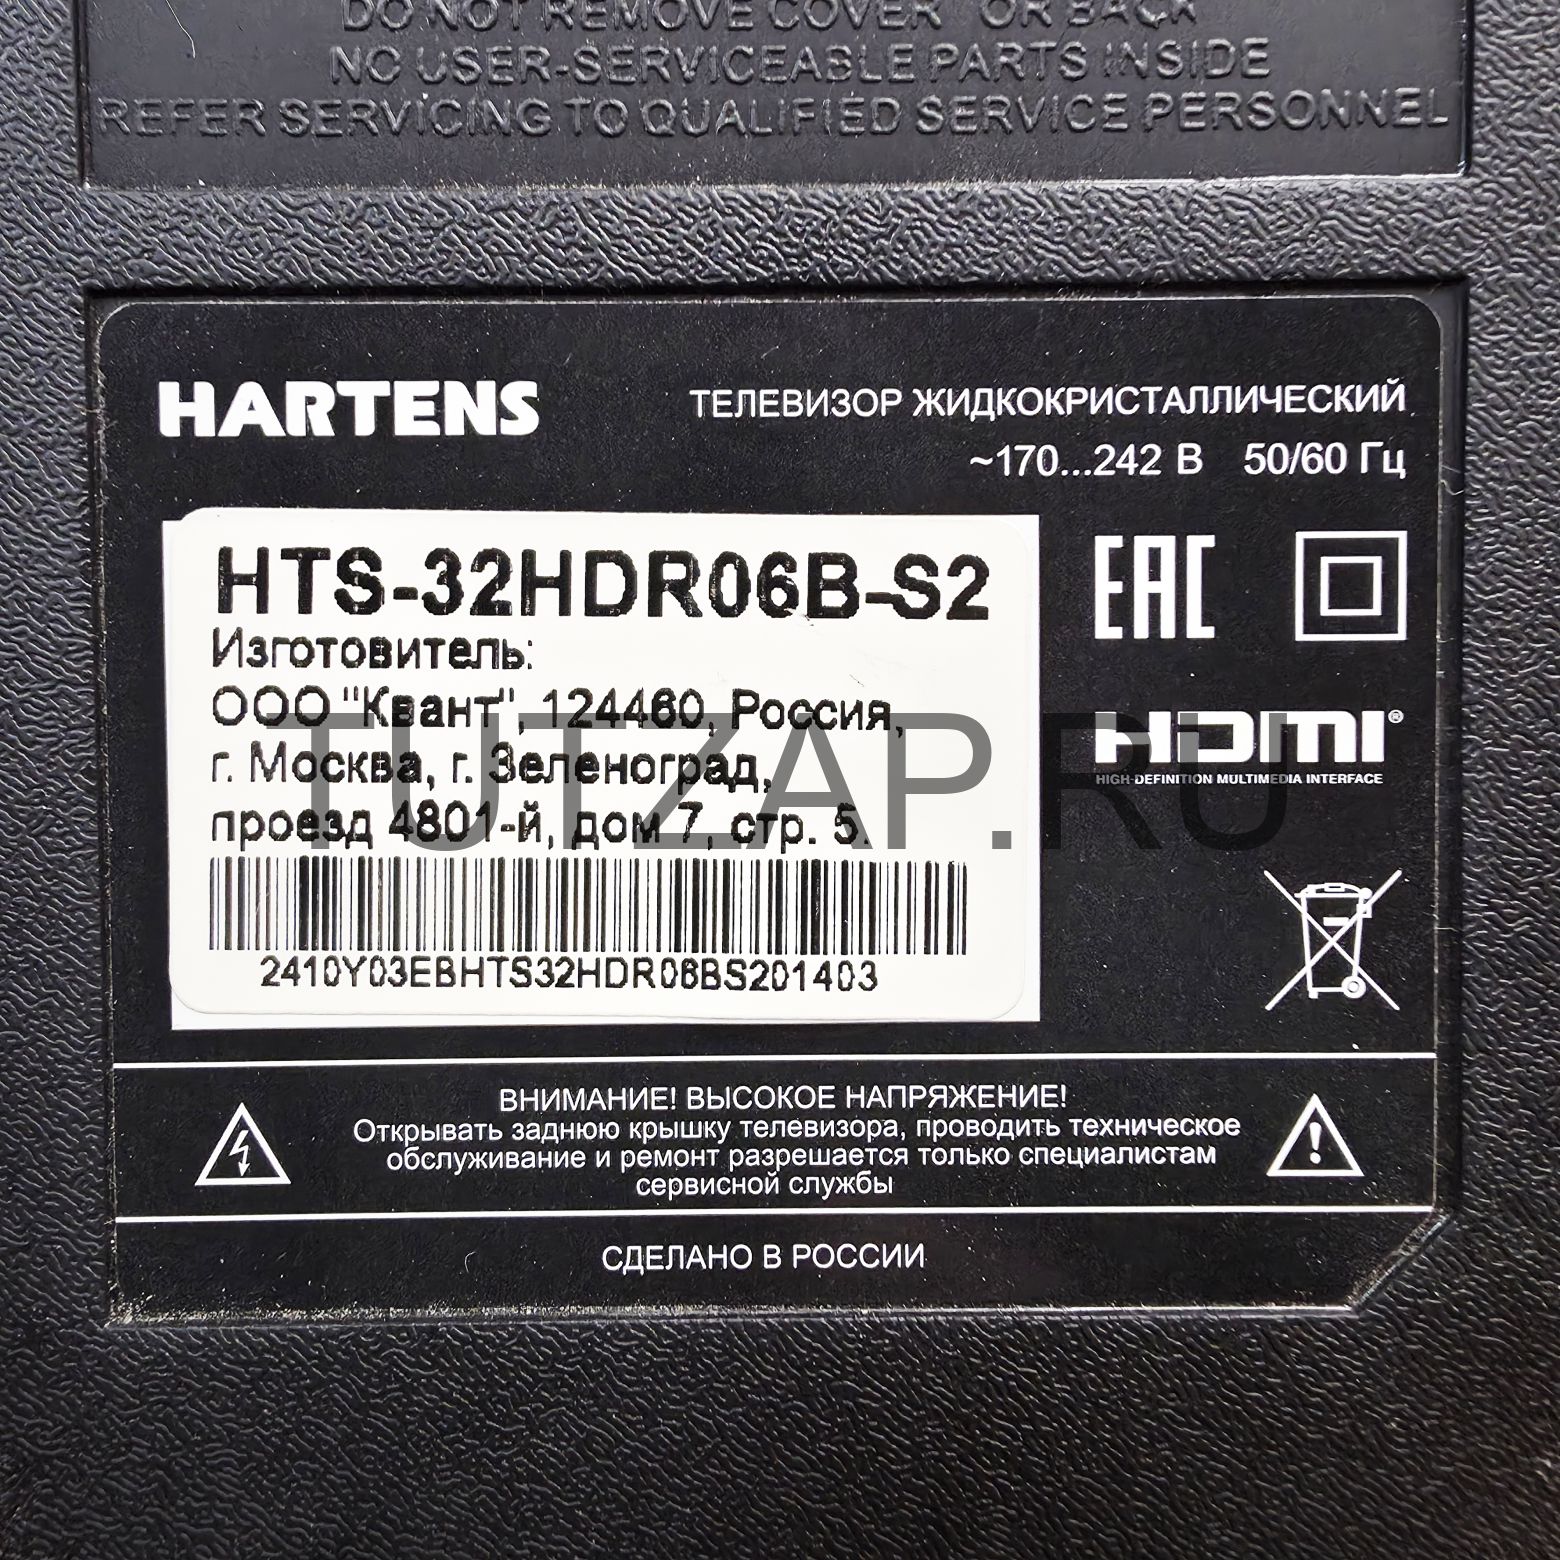 DO NOT REMOVE COVER OR BACK
NO USER-SERVICEABLE PARTS INSIDE
REFER SERVICING TO QUALIFIED SERVICE PERSONNEL
HARTENS
ТЕЛЕВИЗОР ЖИДКОКРИСТАЛЛИЧЕСКИЙ
~170...242 В 50/60 Гц
HTS-32HDR06B-S2
Изготовитель:
ООО "Квант", 124460, Россия,
г. Москва, г. Зеленоград,
проезд 4801-й, дом 7, стр. 5.
2410Y03EBHTS32HDR06BS201403
EAC
HDMI®
HIGH-DEFINITION MULTIMEDIA INTERFACE
TUTZAP.RU
ВНИМАНИЕ! ВЫСОКОЕ НАПРЯЖЕНИЕ!
Открывать заднюю крышку телевизора, проводить техническое
обслуживание и ремонт разрешается только специалистам
сервисной службы
СДЕЛАНО В РОССИИ